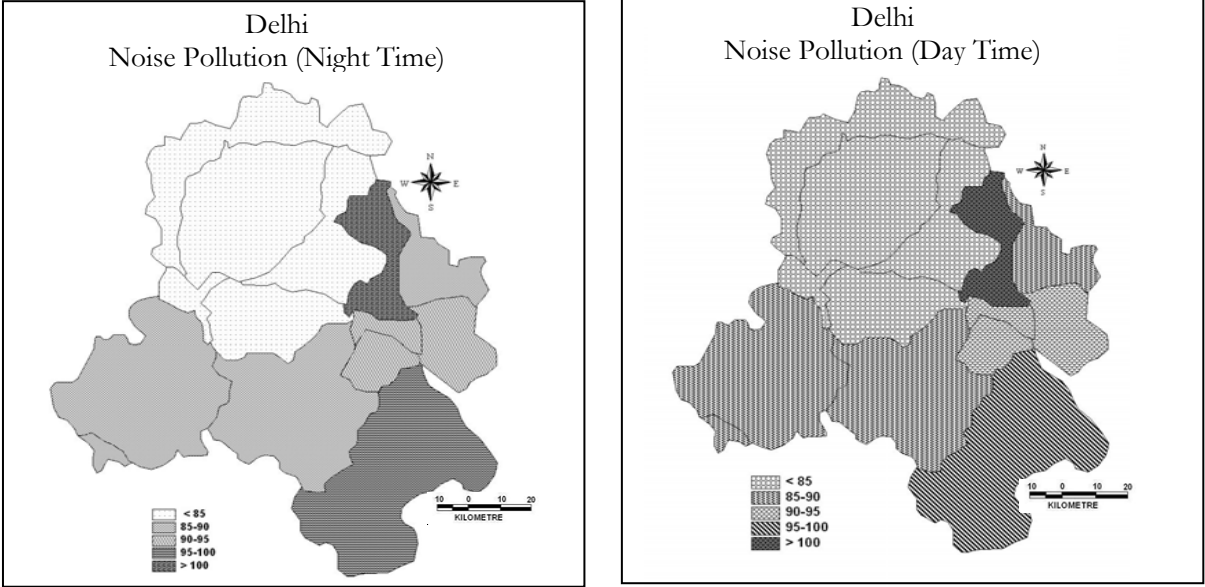 Delhi
Noise Pollution (Night Time)
N
W E
S
< 85
85-90
90-95
95-100
> 100
10 0 10 20
KILOMETRE
Delhi
Noise Pollution (Day Time)
N
W E
S
< 85
85-90
90-95
95-100
> 100
10 0 10 20
KILOMETRE